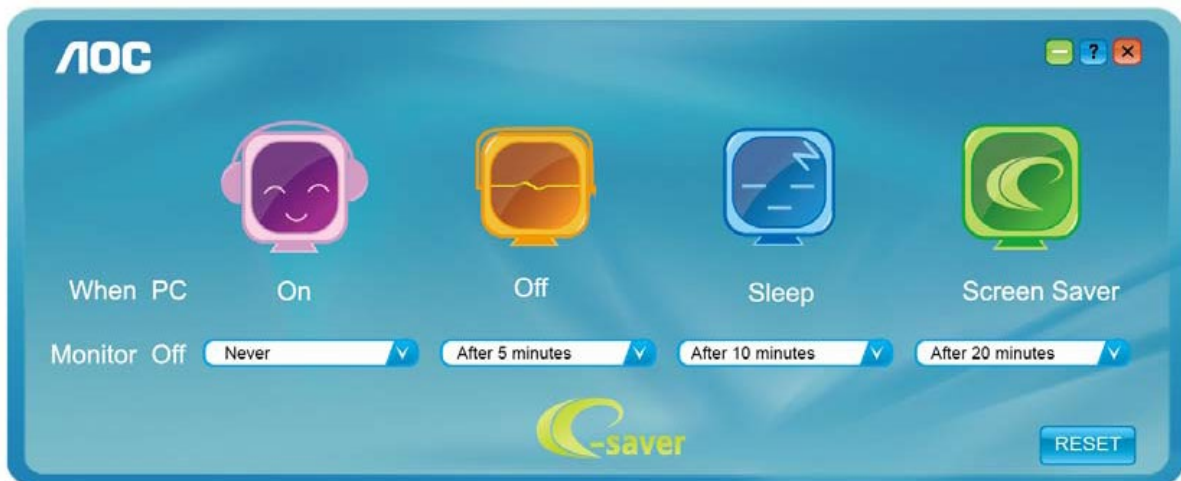 AOC
?
When PC On Off Sleep Screen Saver
Monitor Off Never After 5 minutes After 10 minutes After 20 minutes
e-saver
RESET